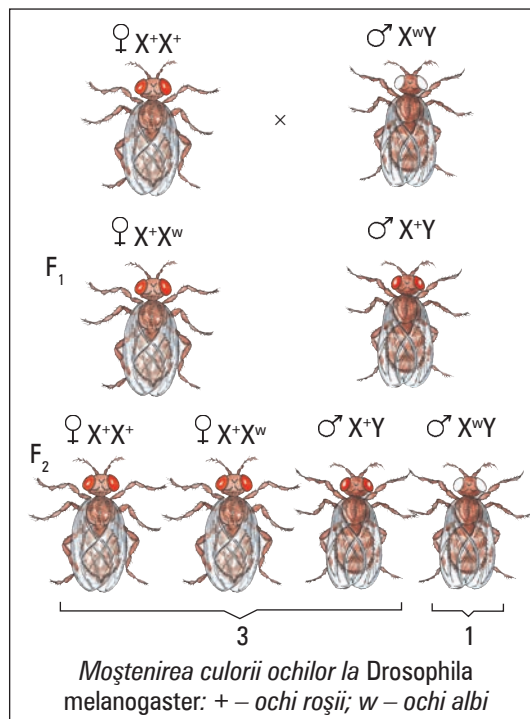 ♀ X⁺X⁺ ♂ XʷY
×
♀ X⁺Xʷ ♂ X⁺Y
F₁
♀ X⁺X⁺ ♀ X⁺Xʷ ♂ X⁺Y ♂ XʷY
F₂
3 1
Moştenirea culorii ochilor la Drosophila
melanogaster: + – ochi roşii; w – ochi albi